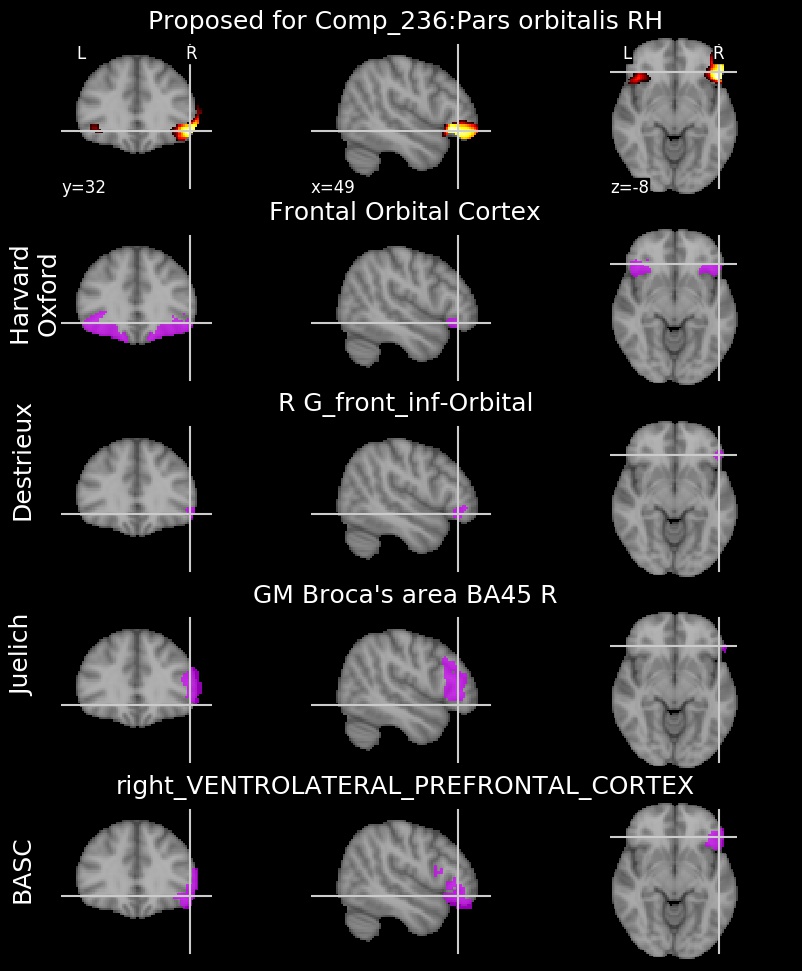 Proposed for Comp_236:Pars orbitalis RH
L R L R
y=32 x=49 z=-8
Frontal Orbital Cortex
Harvard
Oxford
R G_front_inf-Orbital
Destrieux
GM Broca's area BA45 R
Juelich
right_VENTROLATERAL_PREFRONTAL_CORTEX
BASC